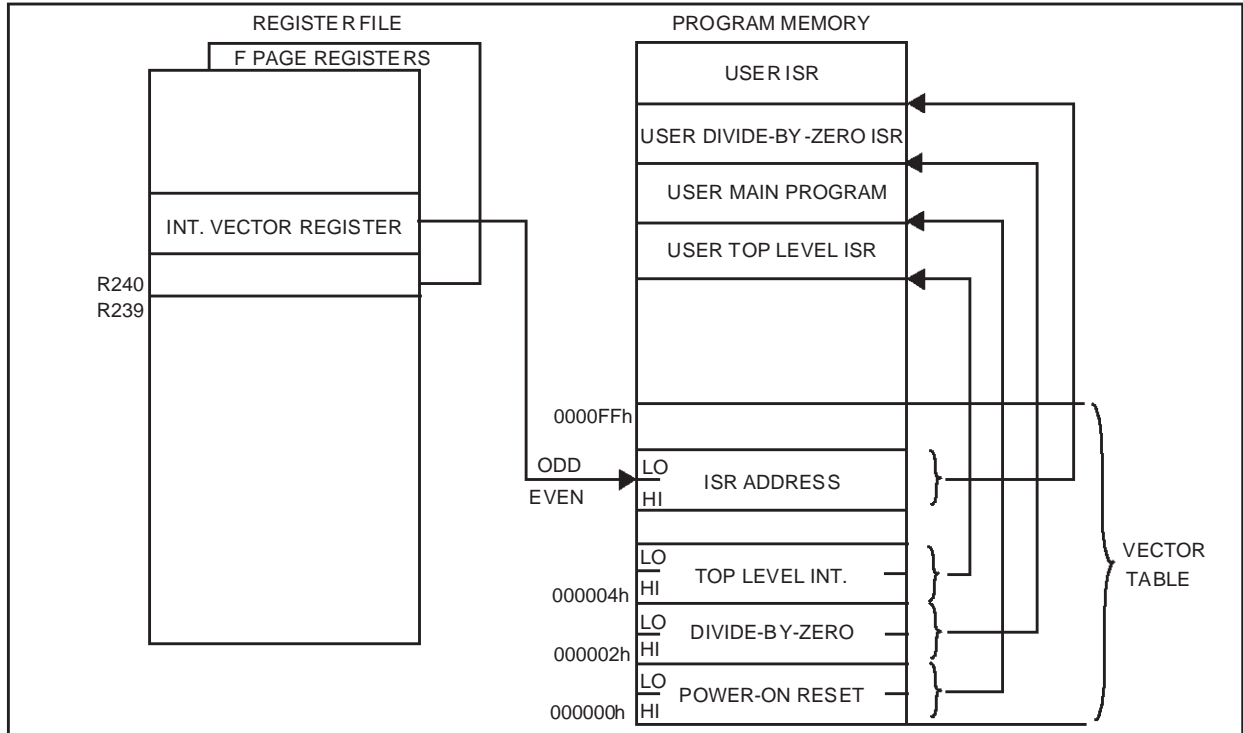 REGISTER FILE
F PAGE REGISTERS
INT. VECTOR REGISTER
R240
R239
PROGRAM MEMORY
USER ISR
USER DIVIDE-BY-ZERO ISR
USER MAIN PROGRAM
USER TOP LEVEL ISR
0000FFh
ODD
EVEN
LO
HI
ISR ADDRESS
LO
HI
TOP LEVEL INT.
000004h
LO
HI
DIVIDE-BY-ZERO
000002h
LO
HI
POWER-ON RESET
000000h
VECTOR
TABLE